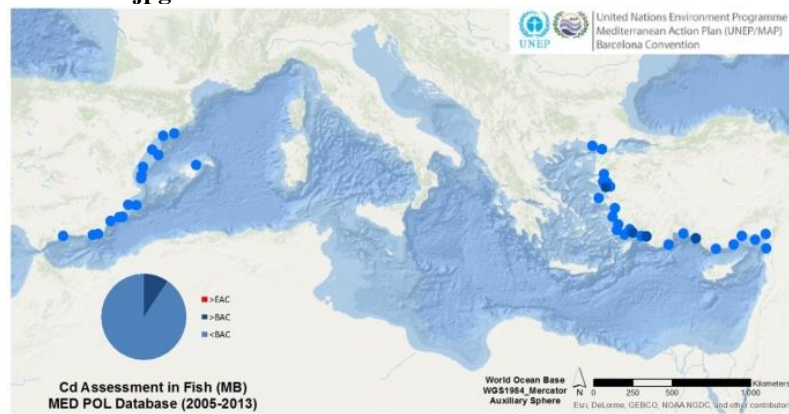 jpg
UNEP
United Nations Environment Programme
Mediterranean Action Plan (UNEP/MAP)
Barcelona Convention
>EAC
>BAC
<BAC
Cd Assessment in Fish (MB)
MED POL Database (2005-2013)
World Ocean Base
WGS1984_Mercator
Auxiliary Sphere
N
Kilometers
0 250 500 1.000
Esri, DeLorme, GEBCO, NOAA NGDC, and other contributors